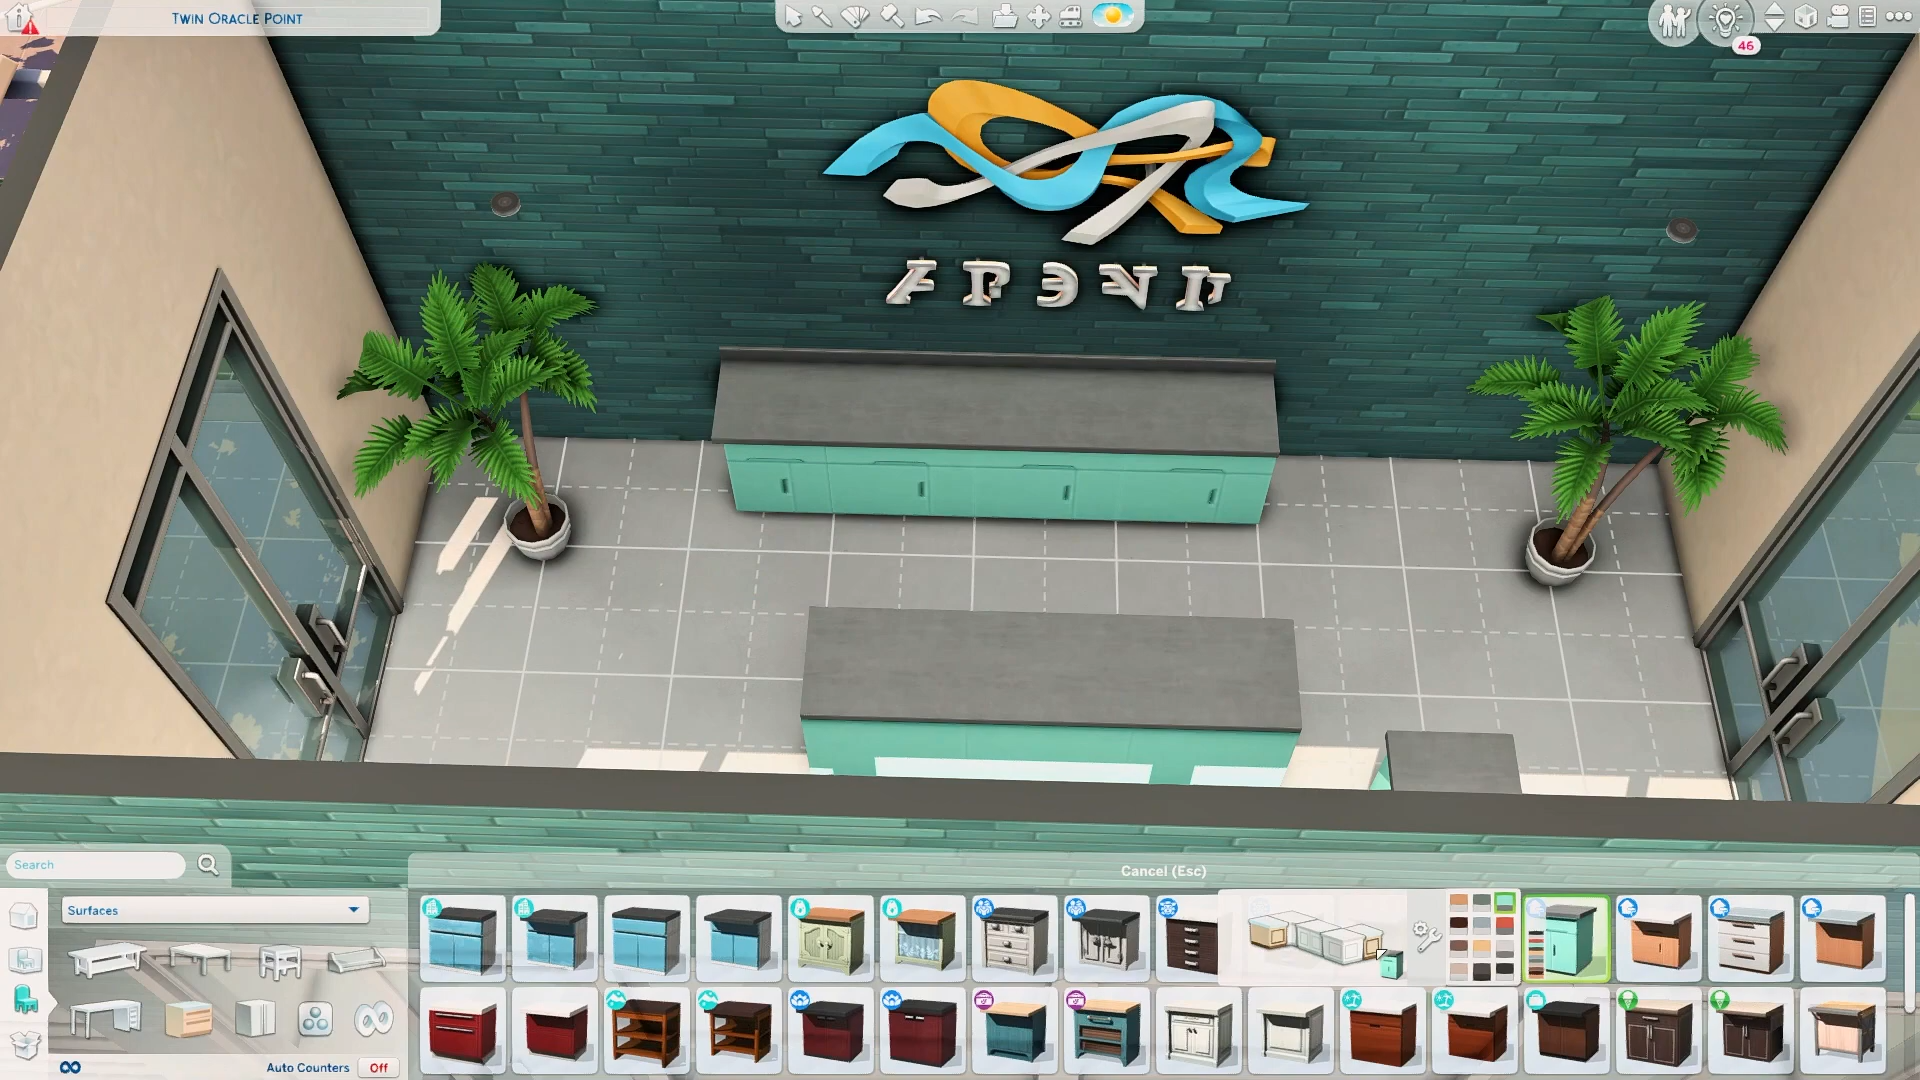 Twin Oracle Point
46
Cancel (Esc)
Search
Surfaces
Auto Counters
Off